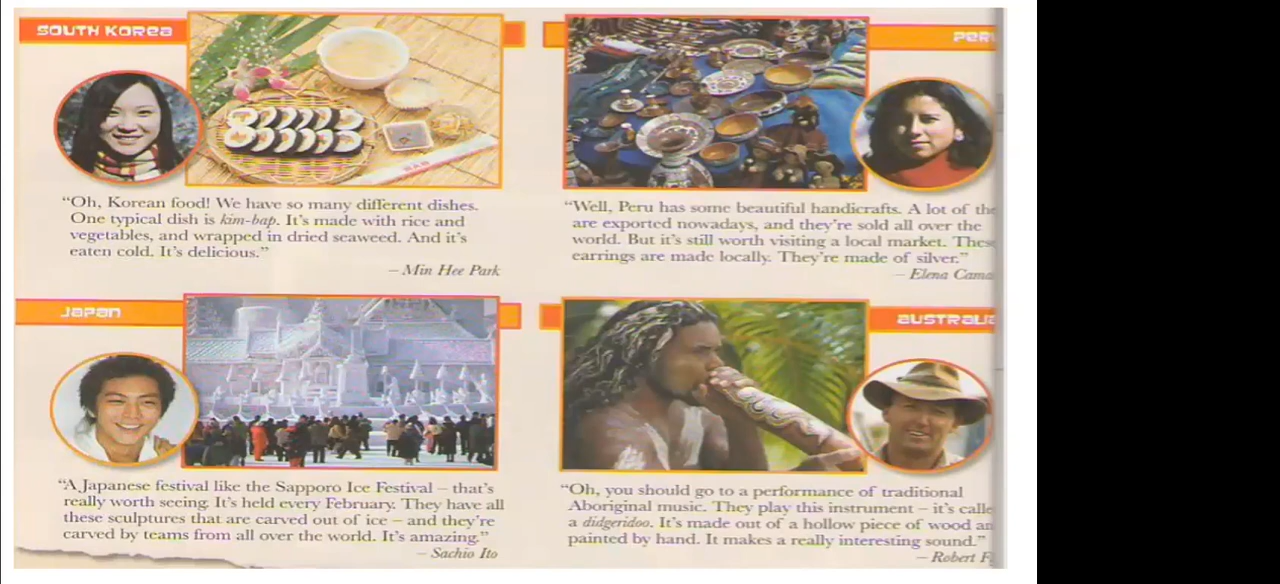 SOUTH KOREA
"Oh, Korean food! We have so many different dishes.
One typical dish is kim-bap. It's made with rice and
vegetables, and wrapped in dried seaweed. And it's
eaten cold. It's delicious."
– Min Hee Park
"Well, Peru has some beautiful handicrafts. A lot of
are exported nowadays, and they're sold all over the
world. But it's still worth visiting a local market.
earrings are made locally. They're made of silver."
– Elena
JAPAN
"A Japanese festival like the Sapporo Ice Festival – that's
really worth seeing. It's held every February. They have all
these sculptures that are carved out of ice – and they're
carved by teams from all over the world. It's amazing."
– Sachio Ito
"Oh, you should go to a performance of traditional
Aboriginal music. They play this instrument – it's
a didgeridoo. It's made out of a hollow piece of wood
painted by hand. It makes a really interesting sound."
– Robert